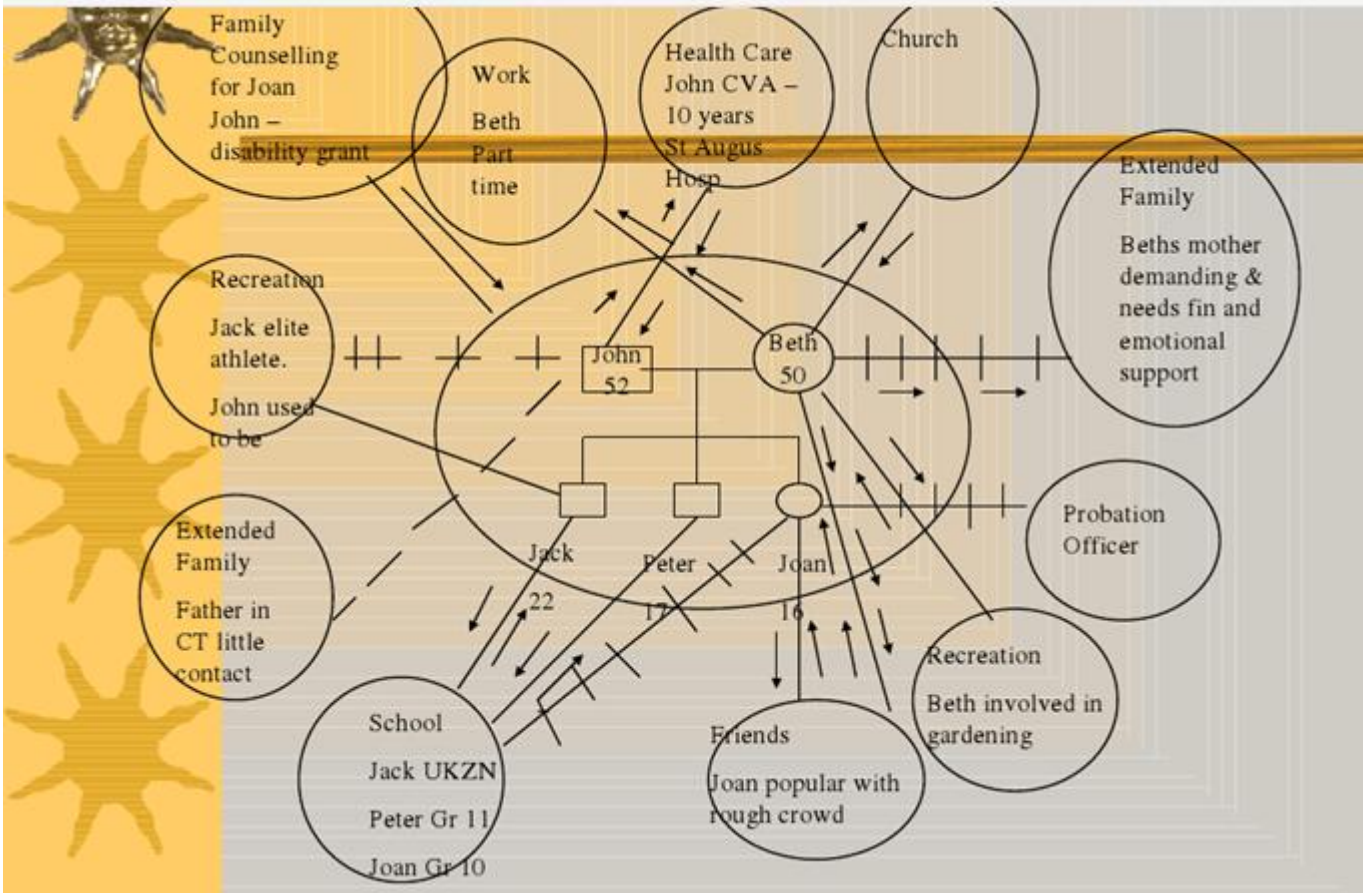 Family
Counselling
for Joan
John –
disability grant
Work
Beth
Part
time
Health Care
John CVA –
10 years
St Augus
Hosp
Church
Extended
Family
Beths mother
demanding &
needs fin and
emotional
support
Recreation
Jack elite
athlete.
John used
to be
John
52
Beth
50
Extended
Family
Father in
CT little
contact
Jack
22
Peter
17
Joan
16
Probation
Officer
Recreation
Beth involved in
gardening
School
Jack UKZN
Peter Gr 11
Joan Gr 10
Friends
Joan popular with
rough crowd